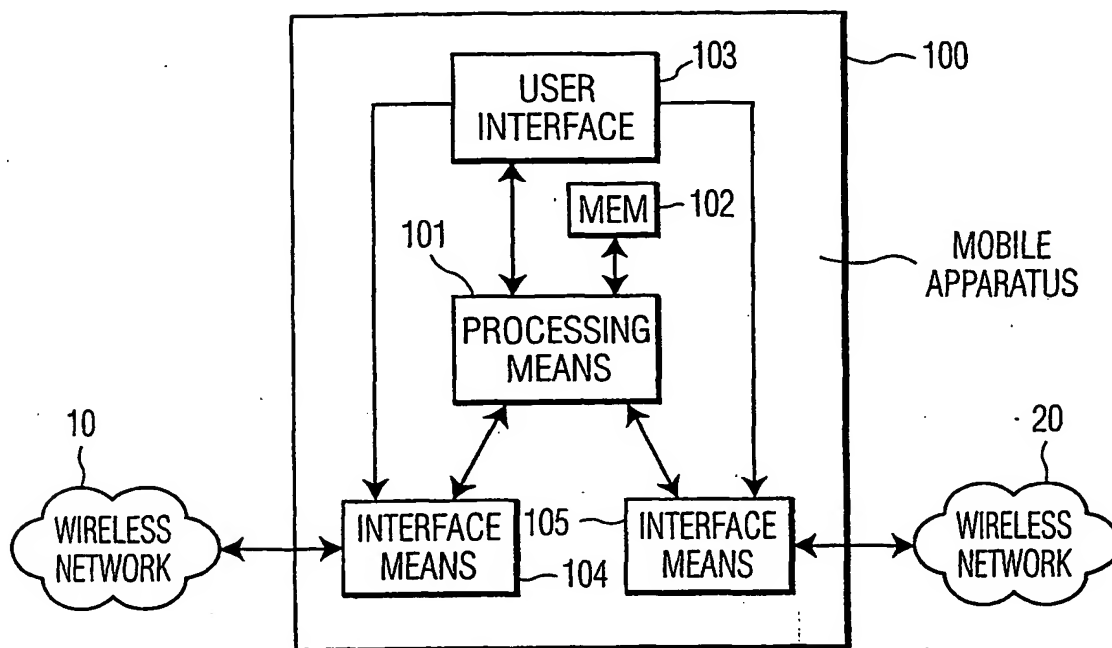 103
100
USER
INTERFACE
MEM
102
101
MOBILE
APPARATUS
PROCESSING
MEANS
10
20
WIRELESS
NETWORK
INTERFACE
MEANS
104
105
INTERFACE
MEANS
WIRELESS
NETWORK